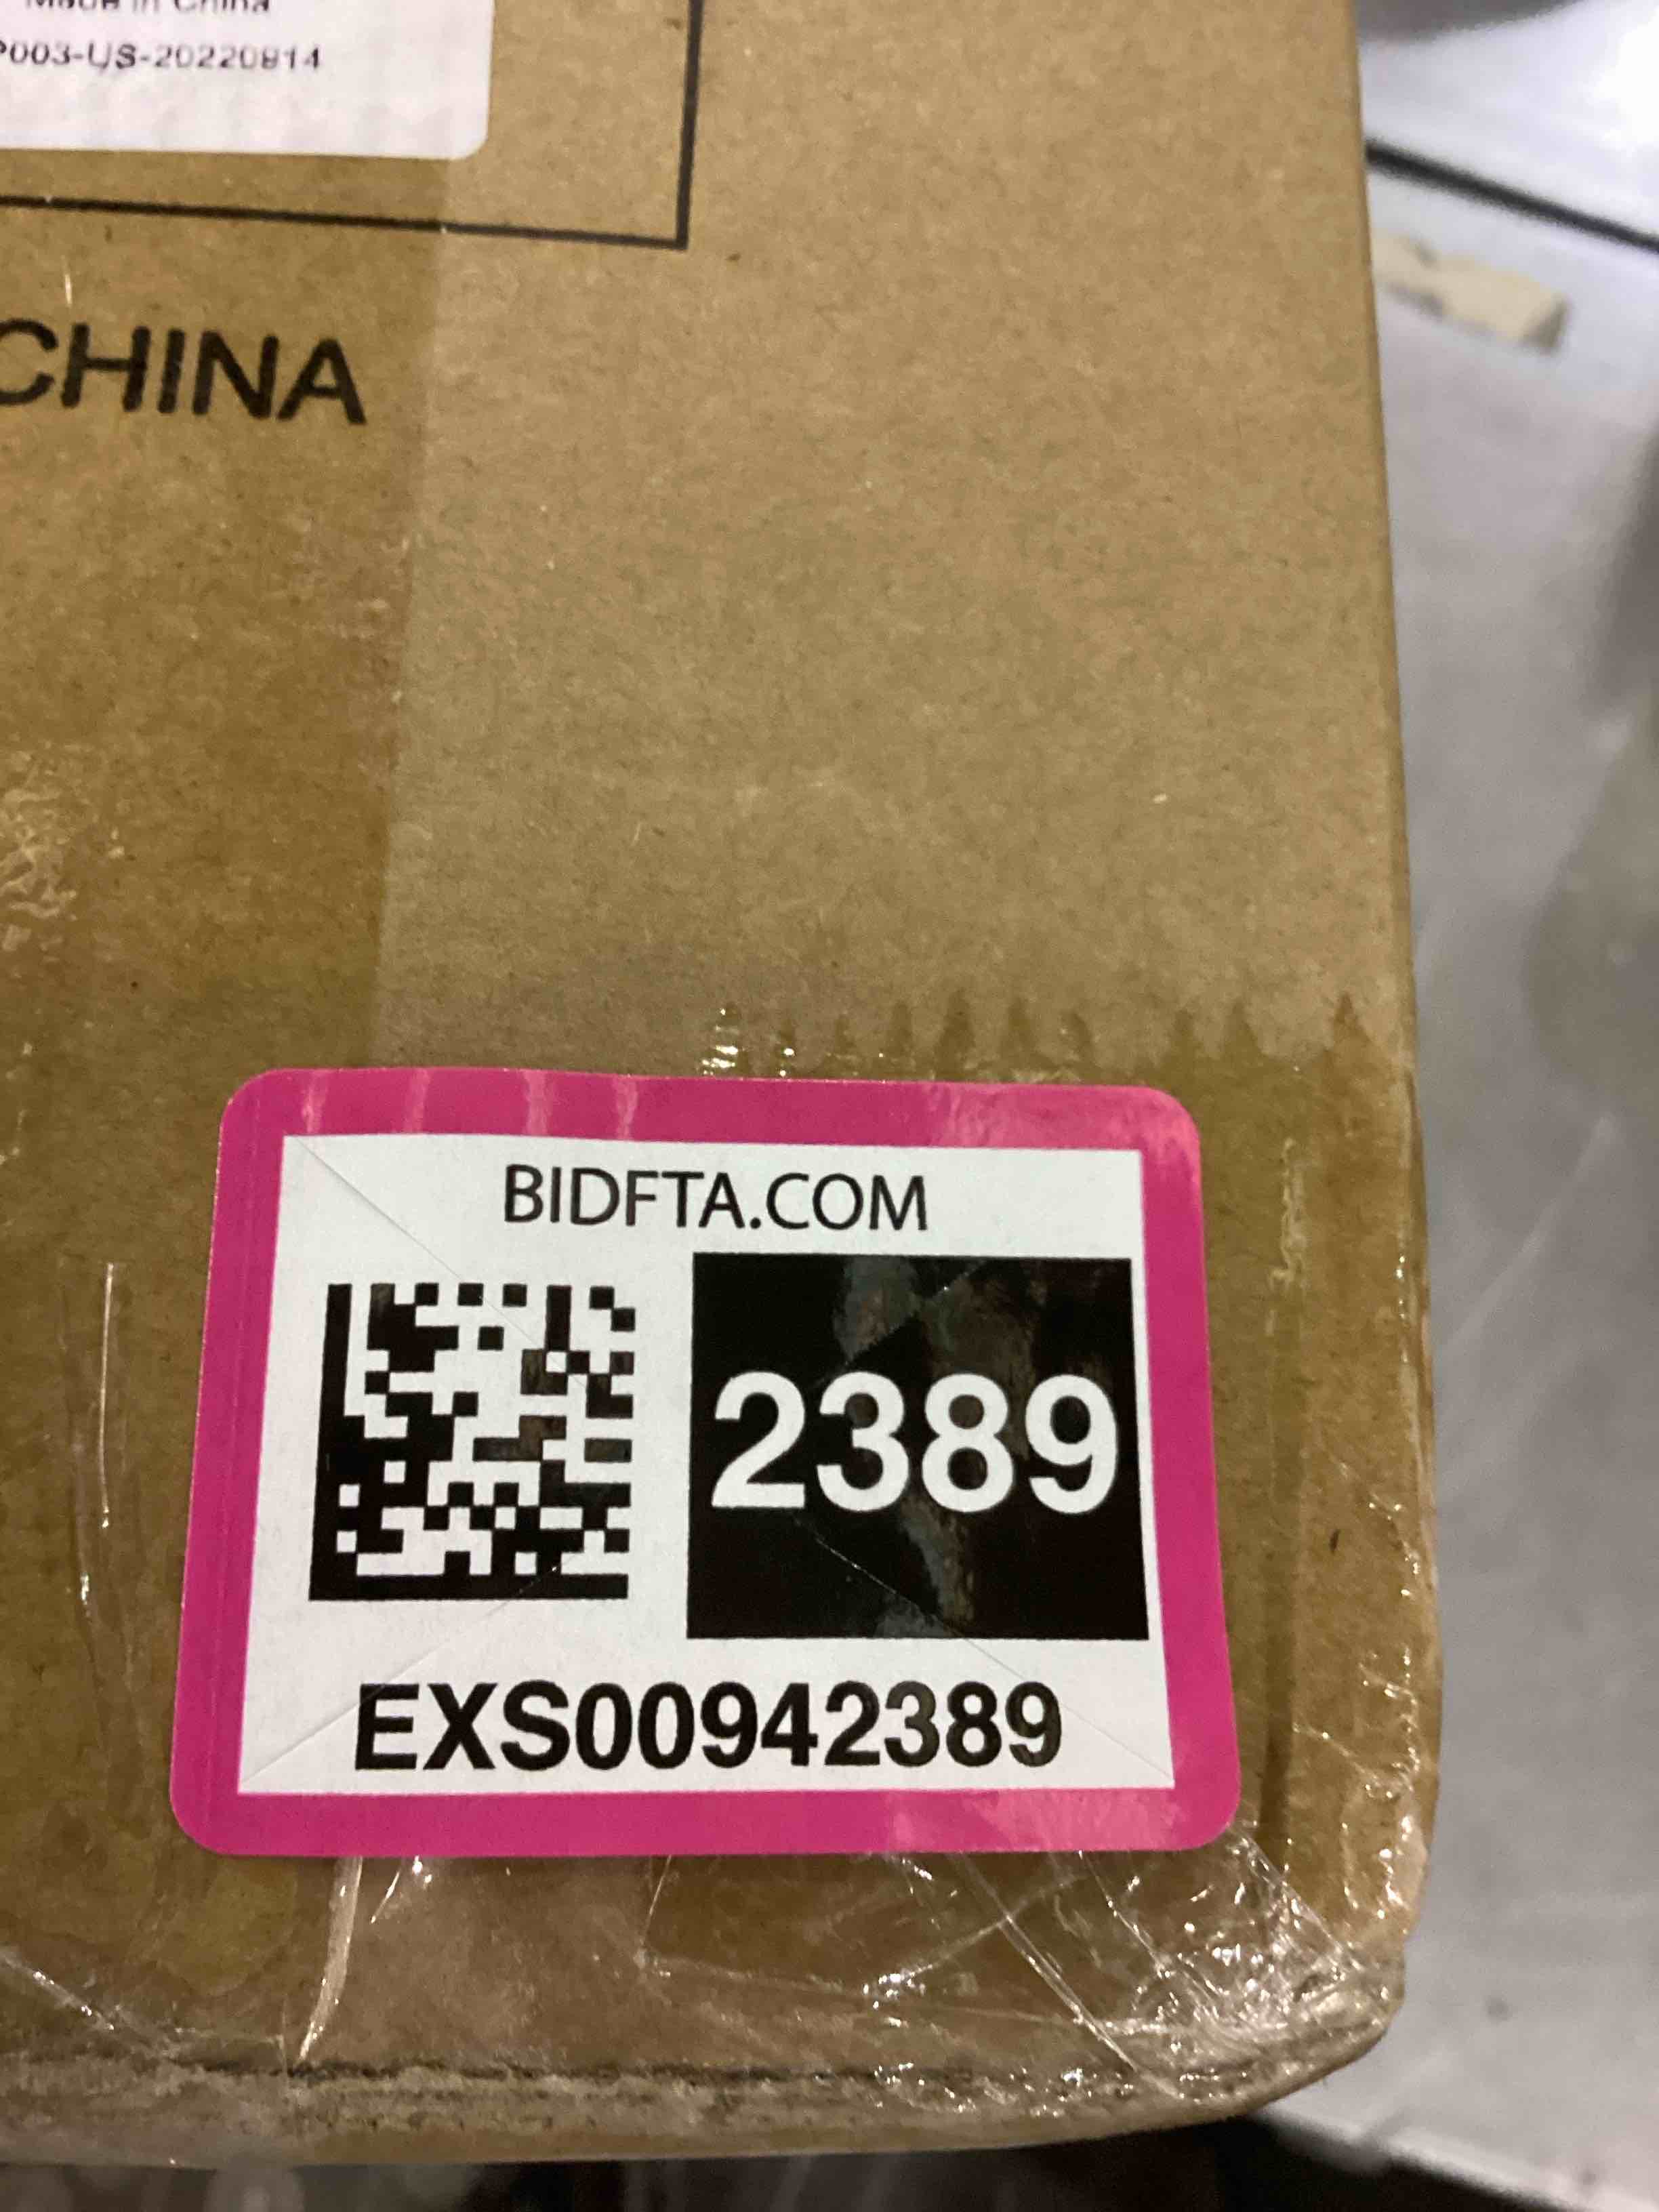 Made in China
P003-US-20220814
CHINA
BIDFTA.COM
2389
EXS00942389